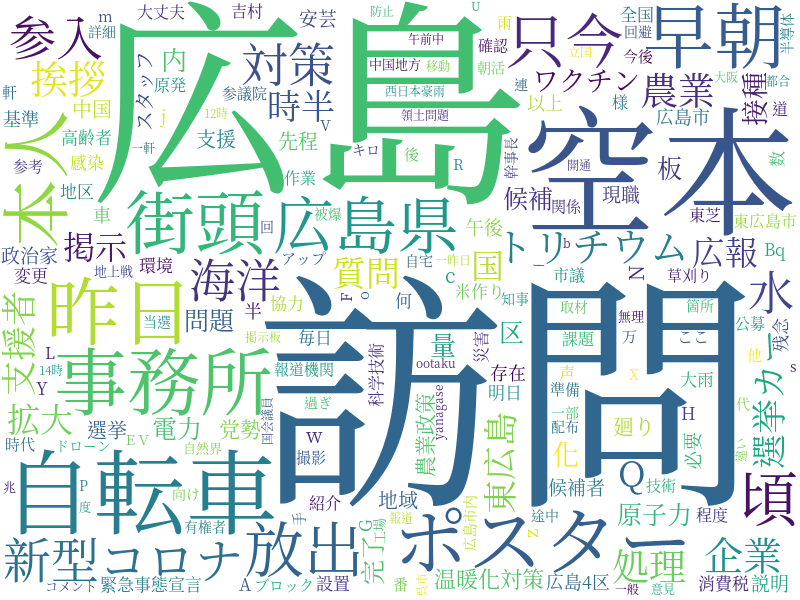 広島
訪問
空本
事務所
自転車
昨日
ポスター
街頭
広島県
只今
早朝
本人
参入
挨拶
対策
時半
内
海洋
放出
新型コロナ
質問
国
トリチウム
広報
水
頃
選挙カー
企業
処理
Q
化
量
区
東広島
支援者
拡大
掲示
問題
電力
党勢
農業
ワクチン
接種
候補
現職
板
以上
先程
支援
大丈夫
吉村
安芸
雨
防止
U
全国
回避
今後
半導体
立国
移動
朝活
確認
午前中
中国地方
西日本豪雨
領土問題
連
大阪
都合
道
数
様
広島市
幹事長
開通
関係
東芝
東広島市
m
詳細
軒
基準
中国
原発
スタッフ
参議院
12時
j
V
高齢者
感染
一軒
参考
地区
車
作業
キロ
後
R
回
被爆
政治家
変更
環境
地上戦
アップ
一昨日
自宅
午後
C
米作り
知事
市議
草刈り
Bq
N
b
取材
無理
箇所
ここ
公募
残念
他
s
課題
万
声
準備
大雨
代
違い
X
一部
配布
H
必要
技術
廻り
候補者
明日
存在
災害
ootaku
yanagase
農業政策
科学技術
報道機関
毎日
何
協力
半
F
o
当選
掲示板
14時
L
Y
選挙
時代
ドローン
EV
自然界
過ぎ
国会議員
W
撮影
紹介
地域
兆
P
度
向け
有権者
手
G
工場
報道
完了
広島市内
途中
Z
原子力
程度
コメント
緊急事態宣言
A
ブロック
設置
番
呉市
温暖化対策
広島4区
一般
意見
消費税
説明